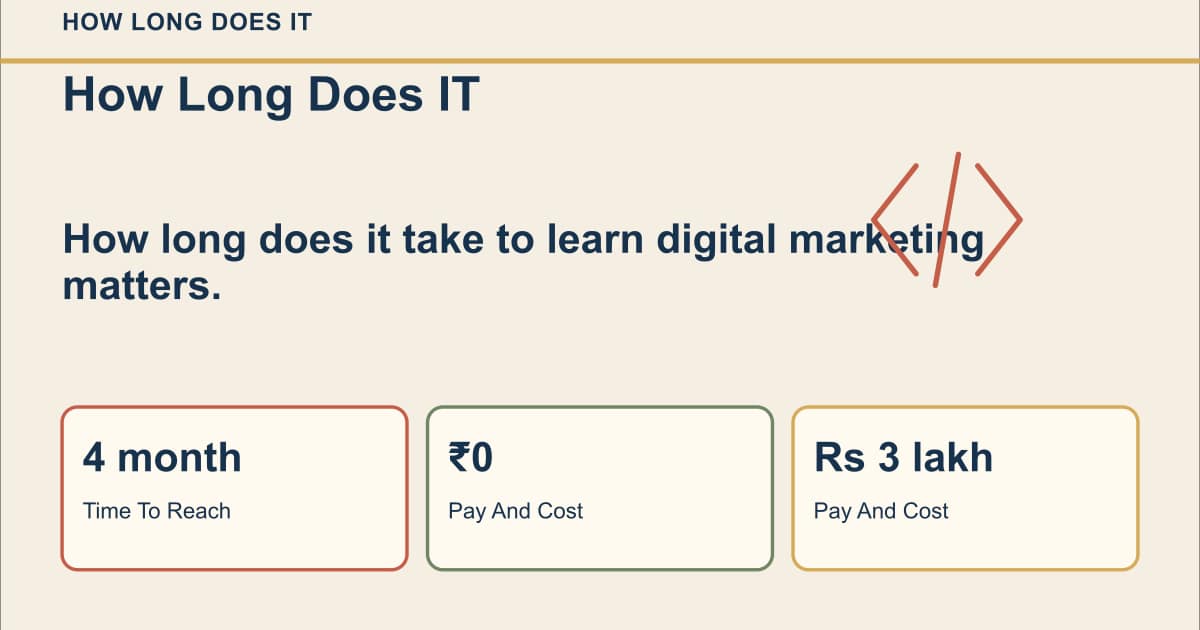 HOW LONG DOES IT
How Long Does IT
How long does it take to learn digital marketing
matters.
4 month
Time To Reach
₹0
Pay And Cost
Rs 3 lakh
Pay And Cost